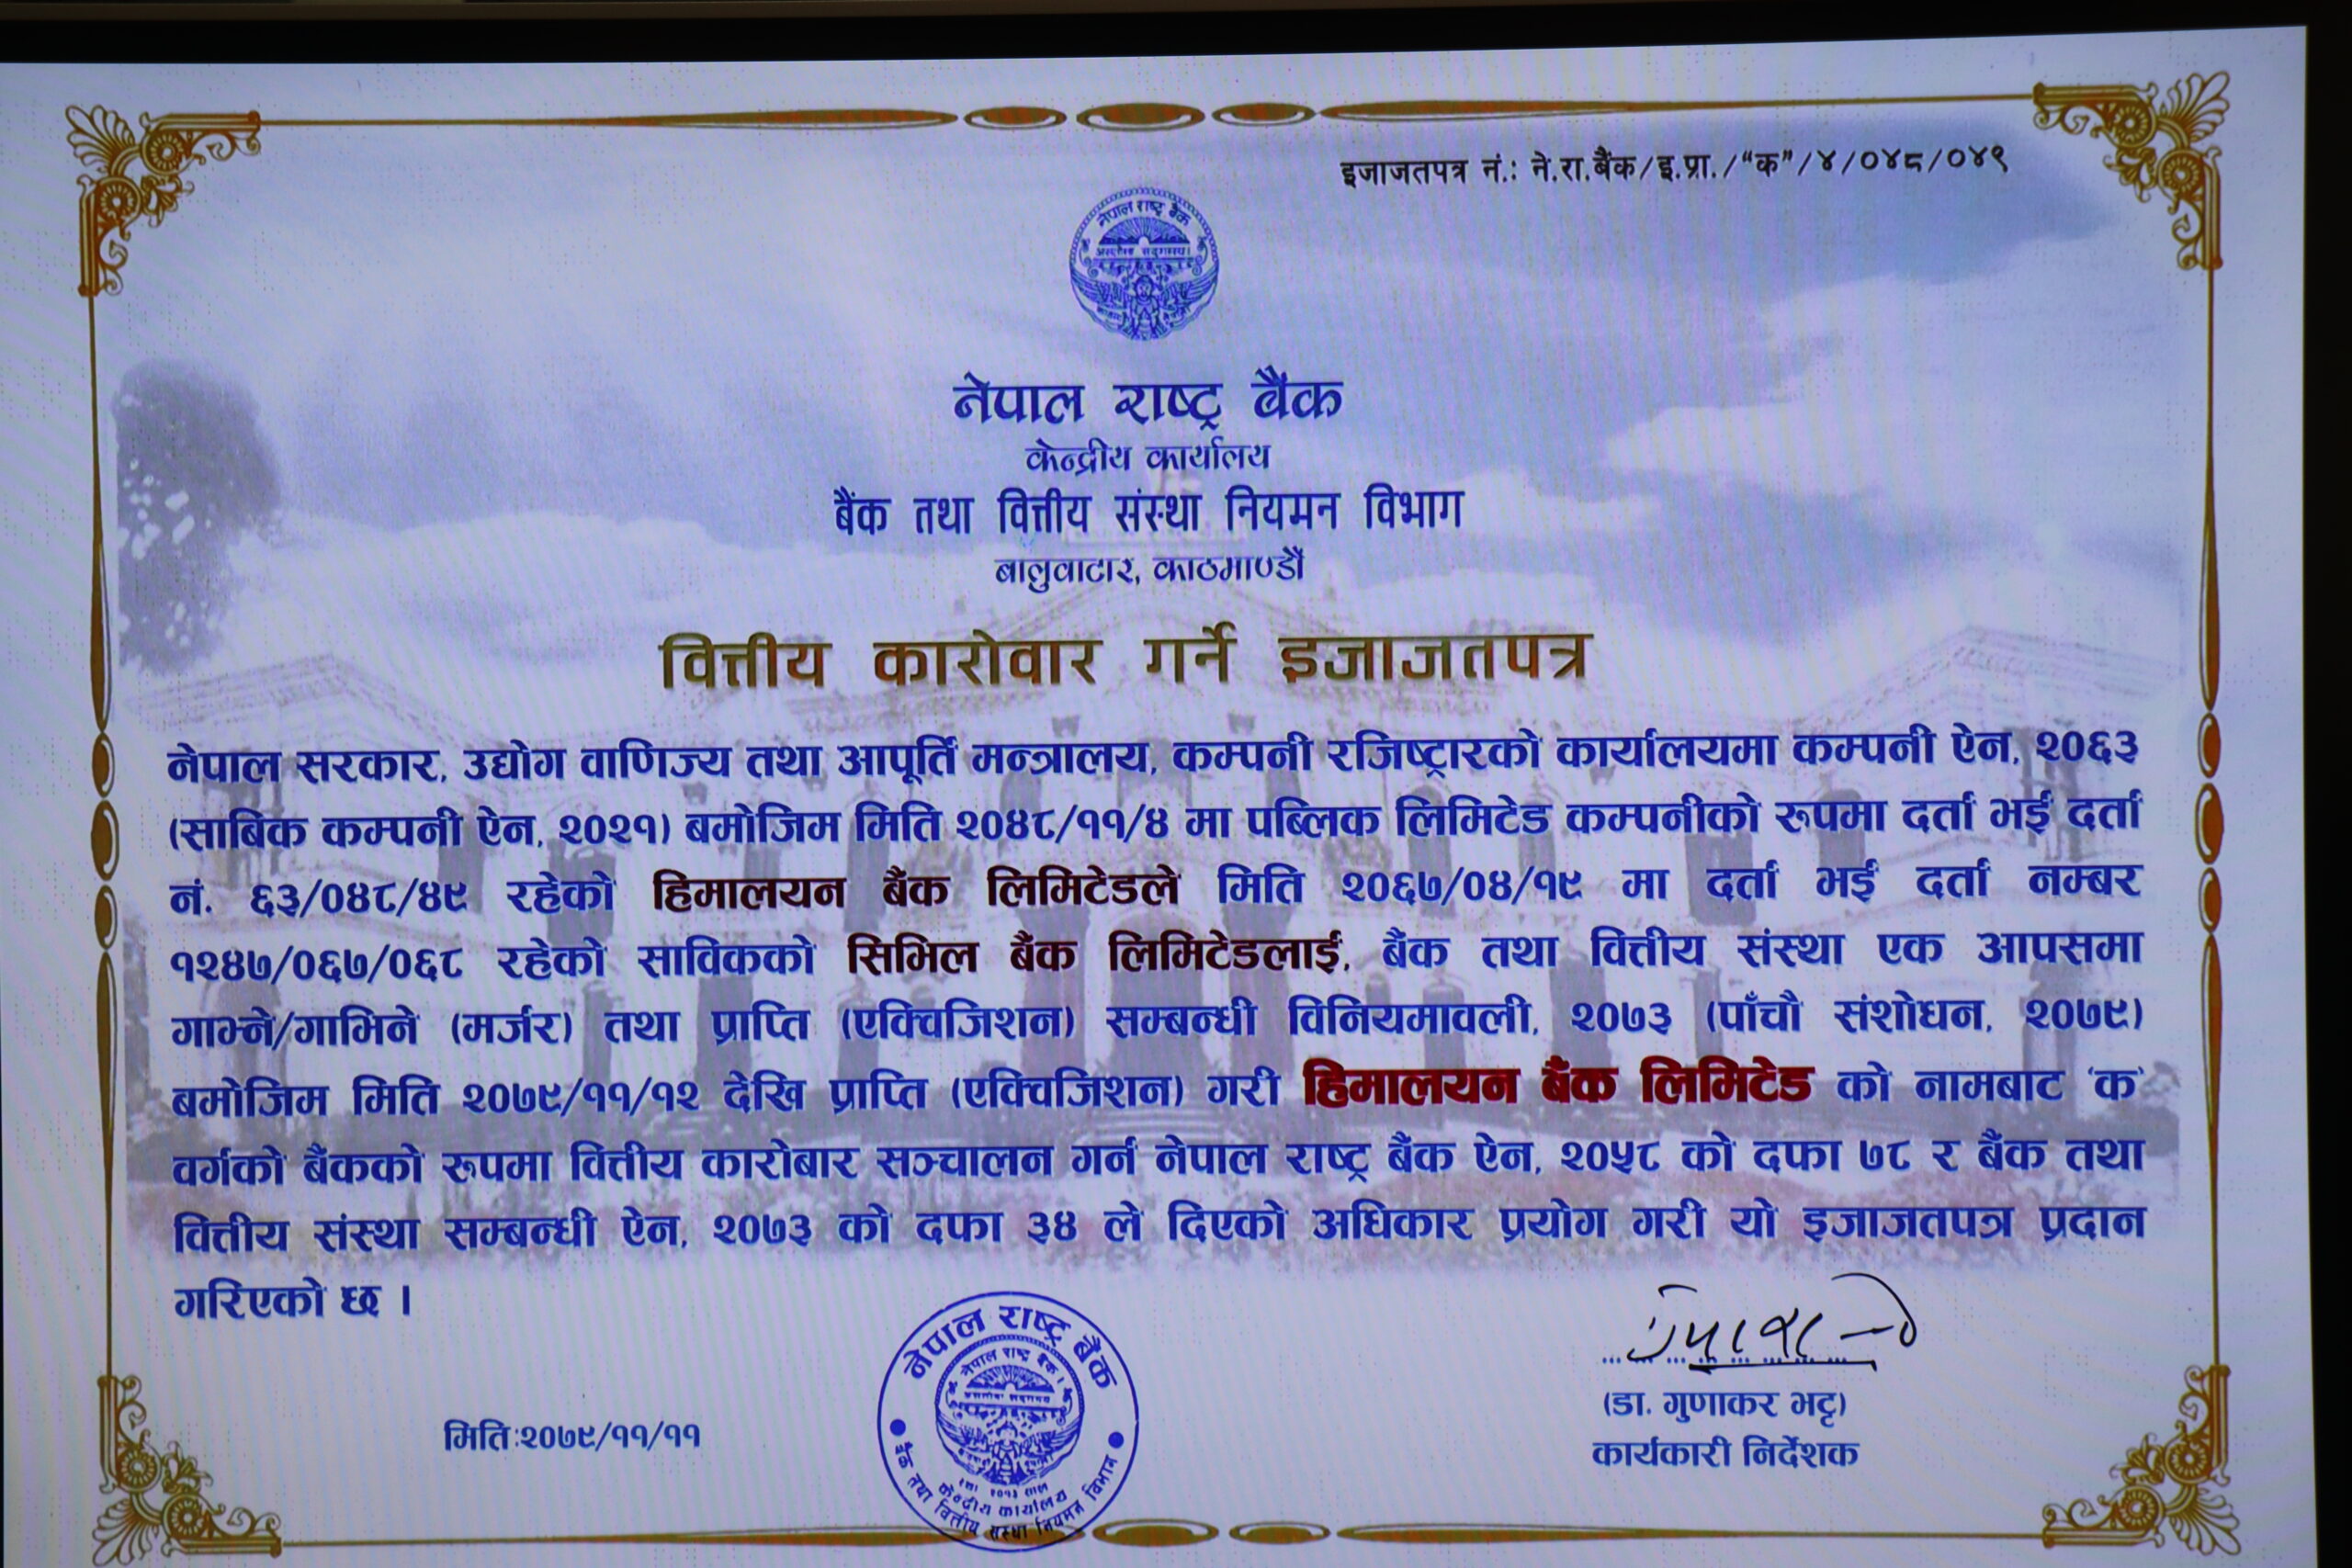 इजाजतपत्र नं.: ने.रा.बैंक/इ.प्रा./“क”/४/०४८/०४९
नेपाल राष्ट्र बैंक
नेपाल राष्ट्र बैंक
केन्द्रीय कार्यालय
बैंक तथा वित्तीय संस्था नियमन विभाग
बालुवाटार, काठमाण्डौं
वित्तीय कारोवार गर्ने इजाजतपत्र
नेपाल सरकार, उद्योग वाणिज्य तथा आपूर्ति मन्त्रालय, कम्पनी रजिष्ट्रारको कार्यालयमा कम्पनी ऐन, २०६३
(साबिक कम्पनी ऐन, २०२१) बमोजिम मिति २०४८/११/४ मा पब्लिक लिमिटेड कम्पनीको रूपमा दर्ता भई दर्ता
नं. ६३/०४८/४९ रहेको हिमालयन बैंक लिमिटेडले मिति २०६७/०४/१९ मा दर्ता भई दर्ता नम्बर
१२४७/०६७/०६८ रहेको साविकको सिभिल बैंक लिमिटेडलाई, बैंक तथा वित्तीय संस्था एक आपसमा
गाभ्ने/गाभिने (मर्जर) तथा प्राप्ति (एक्विजिशन) सम्बन्धी विनियमावली, २०७३ (पाँचौ संशोधन, २०७९)
बमोजिम मिति २०७९/११/१२ देखि प्राप्ति (एक्विजिशन) गरी हिमालयन बैंक लिमिटेड को नामबाट ‘क’
वर्गको बैंकको रूपमा वित्तीय कारोबार सञ्चालन गर्न नेपाल राष्ट्र बैंक ऐन, २०५८ को दफा ७८ र बैंक तथा
वित्तीय संस्था सम्बन्धी ऐन, २०७३ को दफा ३४ ले दिएको अधिकार प्रयोग गरी यो इजाजतपत्र प्रदान
गरिएको छ ।
नेपाल राष्ट्र बैंक
नेपाल राष्ट्र बैंक
केन्द्रीय कार्यालय
बैंक तथा वित्तीय संस्था नियमन विभाग
मिति:२०७९/११/११
(डा. गुणाकर भट्ट)
कार्यकारी निर्देशक